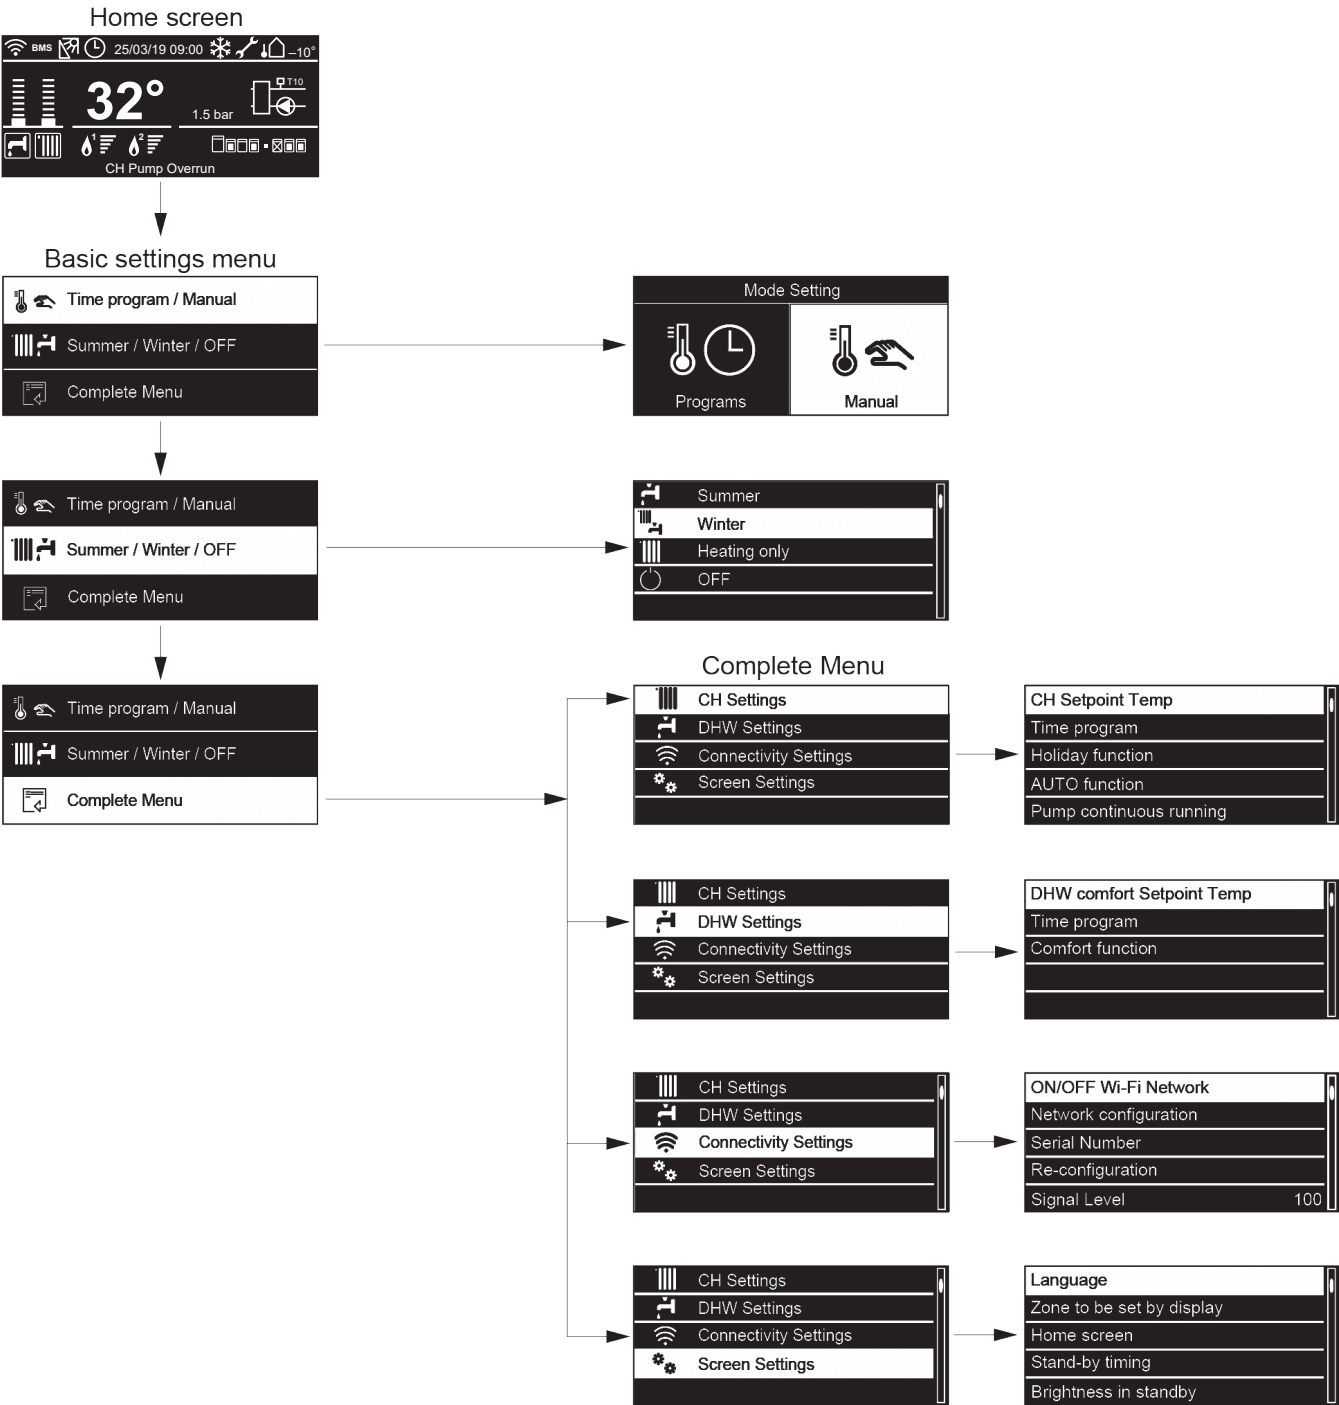 Home screen
BMS 25/03/19 09:00 –10°
32° 1.5 bar T10
1 2
CH Pump Overrun
Basic settings menu
Time program / Manual
Summer / Winter / OFF
Complete Menu
Mode Setting
Programs Manual
Time program / Manual
Summer / Winter / OFF
Complete Menu
Summer
Winter
Heating only
OFF
Time program / Manual
Summer / Winter / OFF
Complete Menu
Complete Menu
CH Settings
DHW Settings
Connectivity Settings
Screen Settings
CH Setpoint Temp
Time program
Holiday function
AUTO function
Pump continuous running
CH Settings
DHW Settings
Connectivity Settings
Screen Settings
DHW comfort Setpoint Temp
Time program
Comfort function
CH Settings
DHW Settings
Connectivity Settings
Screen Settings
ON/OFF Wi-Fi Network
Network configuration
Serial Number
Re-configuration
Signal Level 100
CH Settings
DHW Settings
Connectivity Settings
Screen Settings
Language
Zone to be set by display
Home screen
Stand-by timing
Brightness in standby